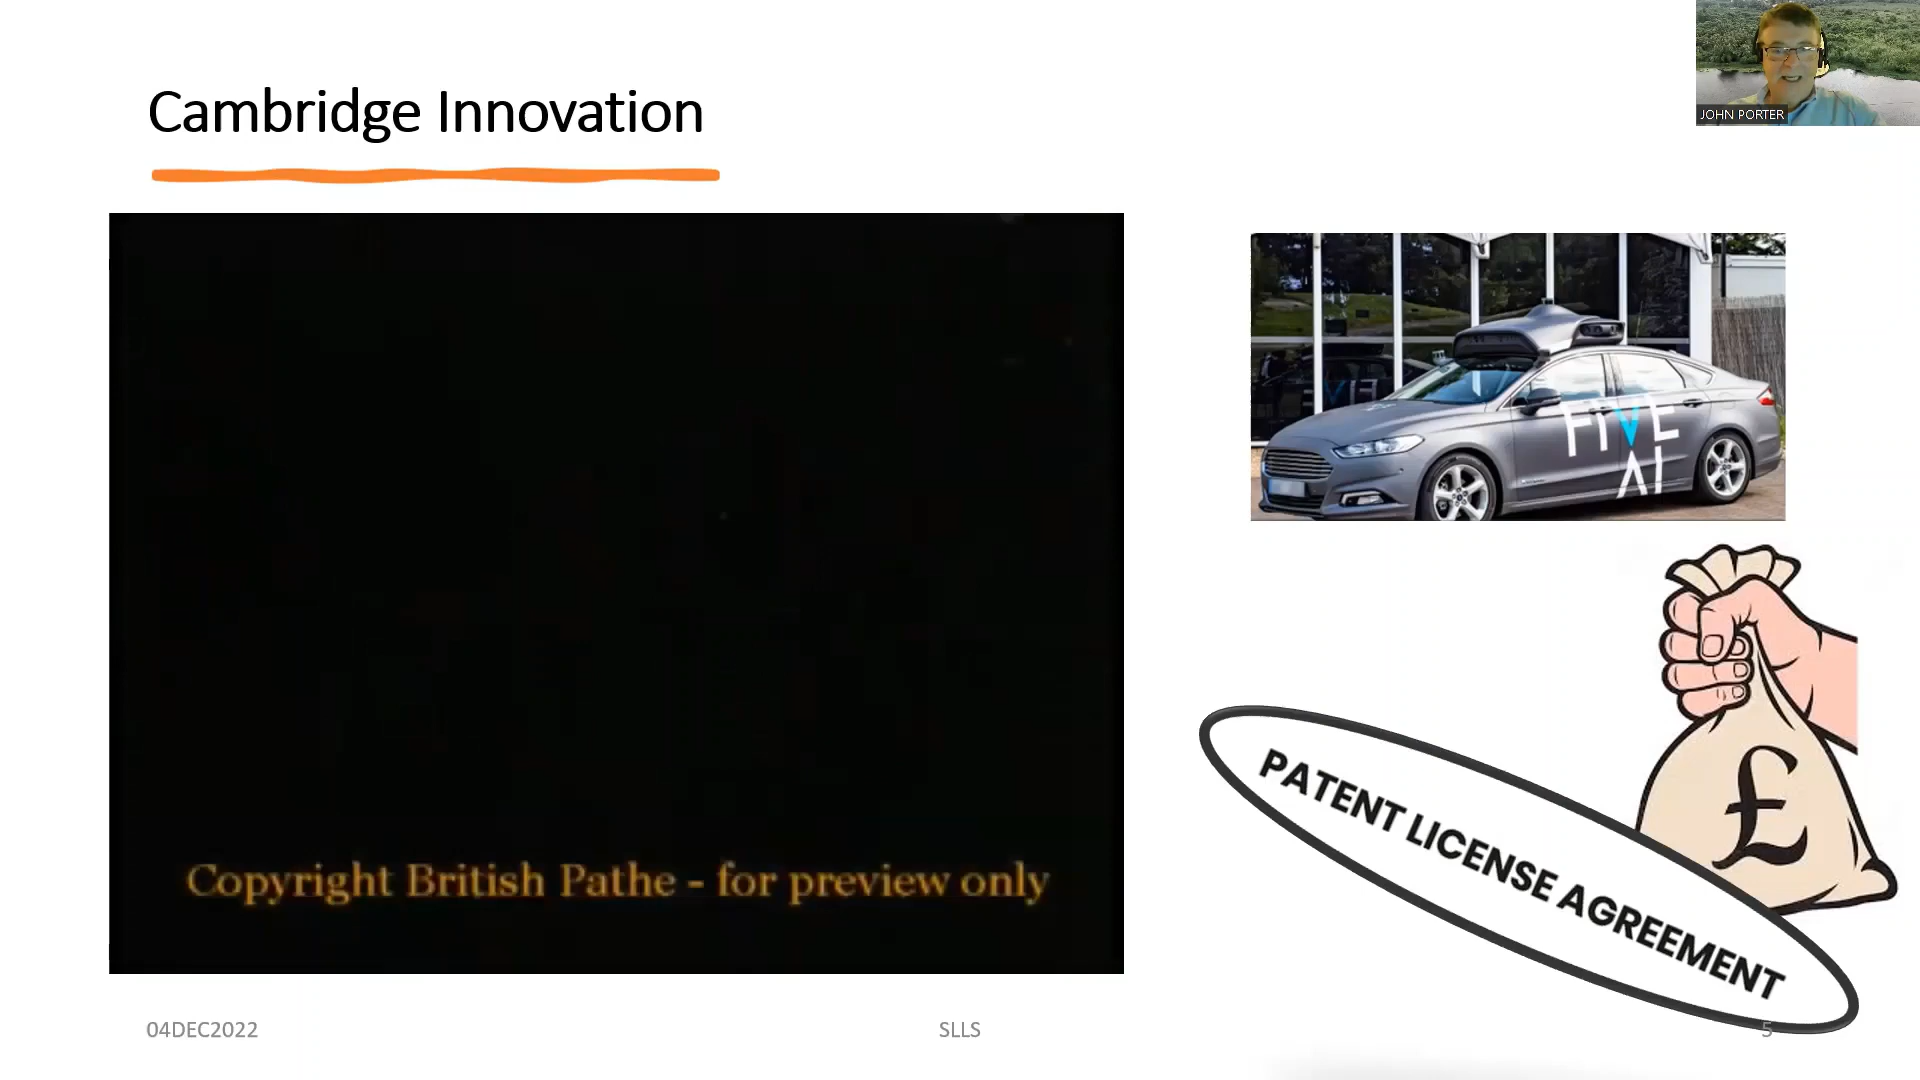 Cambridge Innovation
JOHN PORTER
FIVE
AI
Copyright British Pathe - for preview only
£
PATENT LICENSE AGREEMENT
04DEC2022
SLLS
5